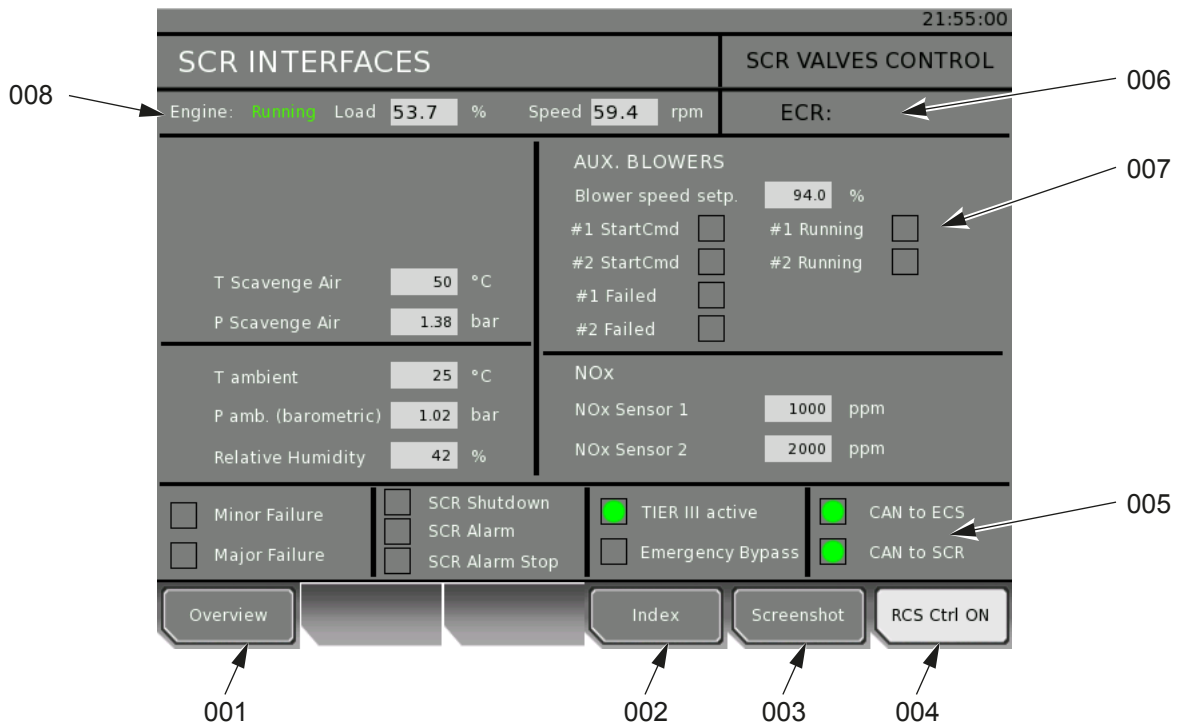 21:55:00
SCR INTERFACES
SCR VALVES CONTROL
008
006
Engine: Running Load 53.7 % Speed 59.4 rpm
ECR:
007
AUX. BLOWERS
Blower speed setp. 94.0 %
#1 StartCmd #1 Running
#2 StartCmd #2 Running
#1 Failed
#2 Failed
T Scavenge Air 50 °C
P Scavenge Air 1.38 bar
T ambient 25 °C
P amb. (barometric) 1.02 bar
Relative Humidity 42 %
NOx
NOx Sensor 1 1000 ppm
NOx Sensor 2 2000 ppm
Minor Failure
Major Failure
SCR Shutdown
SCR Alarm
SCR Alarm Stop
TIER III active
Emergency Bypass
CAN to ECS
CAN to SCR
005
Overview
Index
Screenshot
RCS Ctrl ON
001
002
003
004